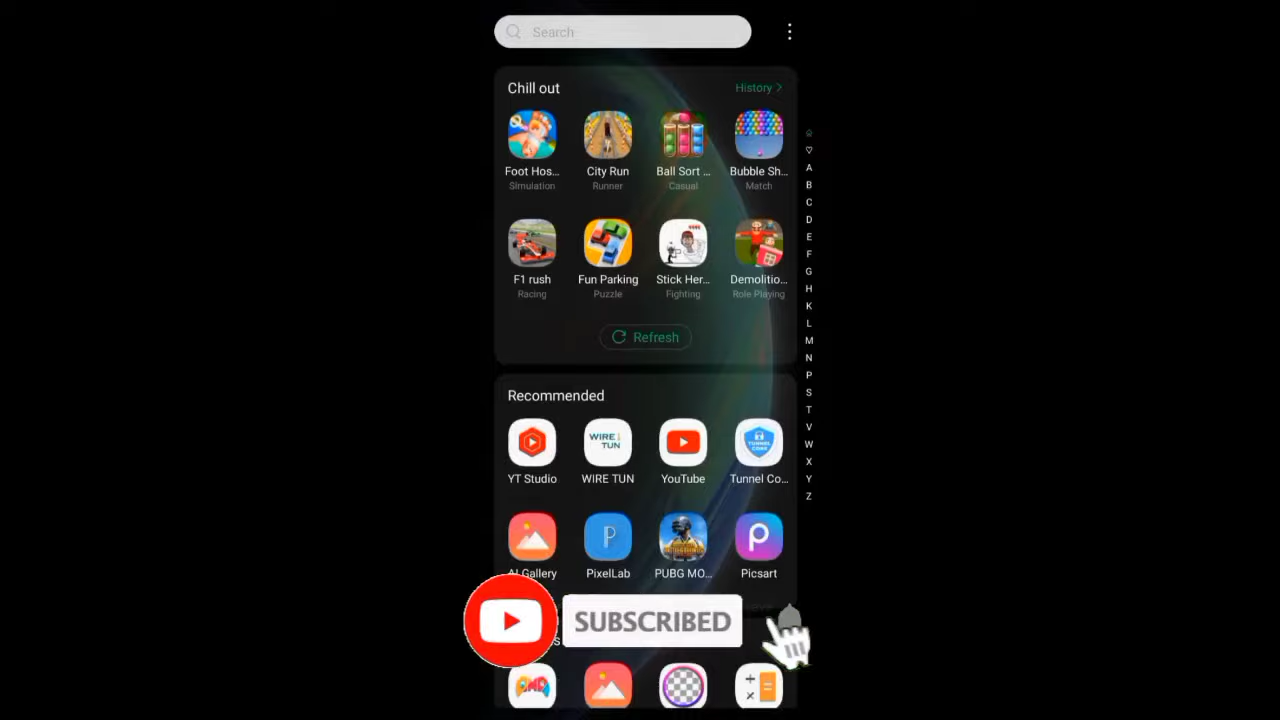 Search
Chill out
History >
Foot Hos...
City Run
Ball Sort ...
Bubble Sh...
Simulation
Runner
Casual
Match
F1 rush
Fun Parking
Stick Her...
Demolitio...
Racing
Puzzle
Fighting
Role Playing
Refresh
Recommended
WIRE
TUN
TUNNEL
CORE
YT Studio
WIRE TUN
YouTube
Tunnel Co...
P
P
AI Gallery
PixelLab
PUBG MO...
Picsart
SUBSCRIBED
A
B
C
D
E
F
G
H
K
L
M
N
P
S
T
V
W
X
Y
Z